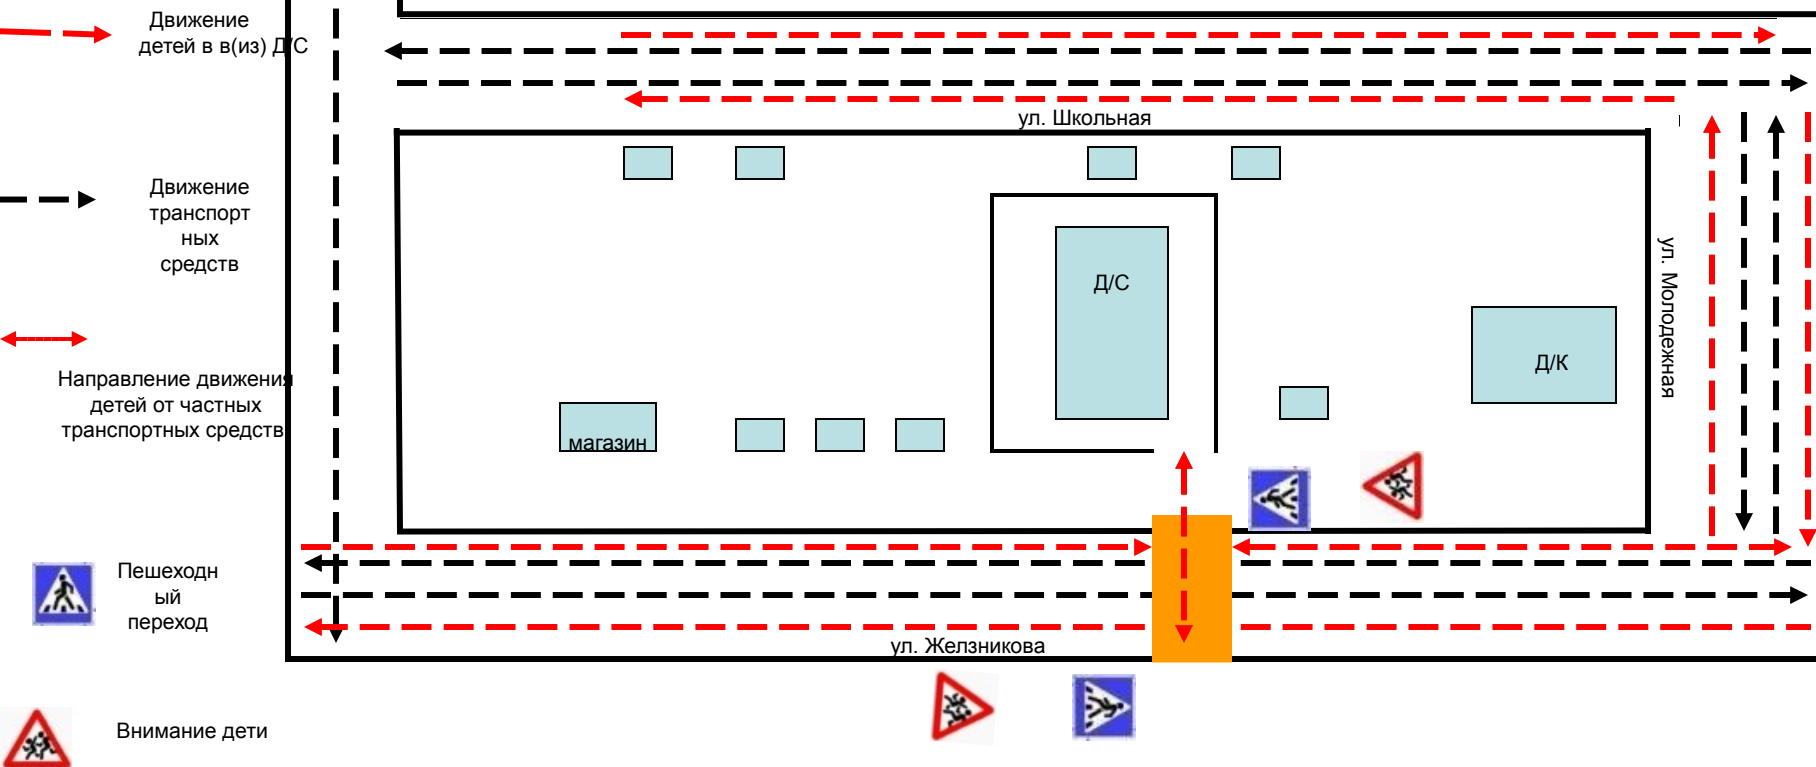 Движение
детей в в(из) Д/С
ул. Школьная
Движение
транспорт
ных
средств
ул. Молодежная
Д/С
Д/К
Направление движения
детей от частных
транспортных средств
магазин
Пешеходн
ый
переход
ул. Желзникова
Внимание дети